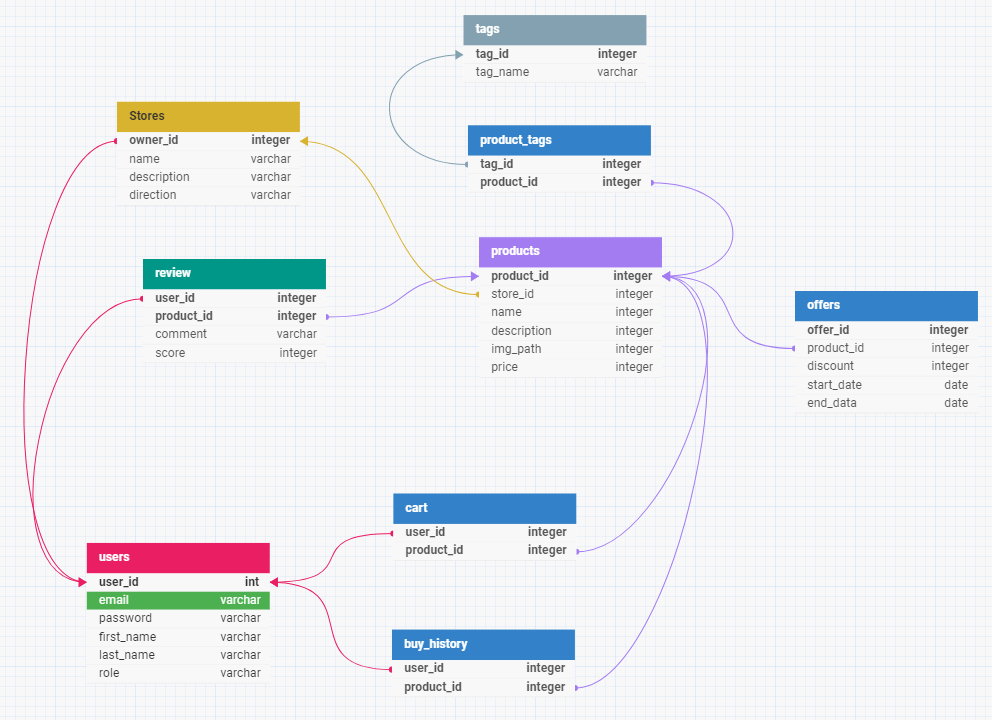 tags
tag_id integer
tag_name varchar
Stores
owner_id integer
name varchar
description varchar
direction varchar
product_tags
tag_id integer
product_id integer
products
product_id integer
store_id integer
name integer
description integer
img_path integer
price integer
review
user_id integer
product_id integer
comment varchar
score integer
offers
offer_id integer
product_id integer
discount integer
start_date date
end_data date
cart
user_id integer
product_id integer
users
user_id int
email varchar
password varchar
first_name varchar
last_name varchar
role varchar
buy_history
user_id integer
product_id integer